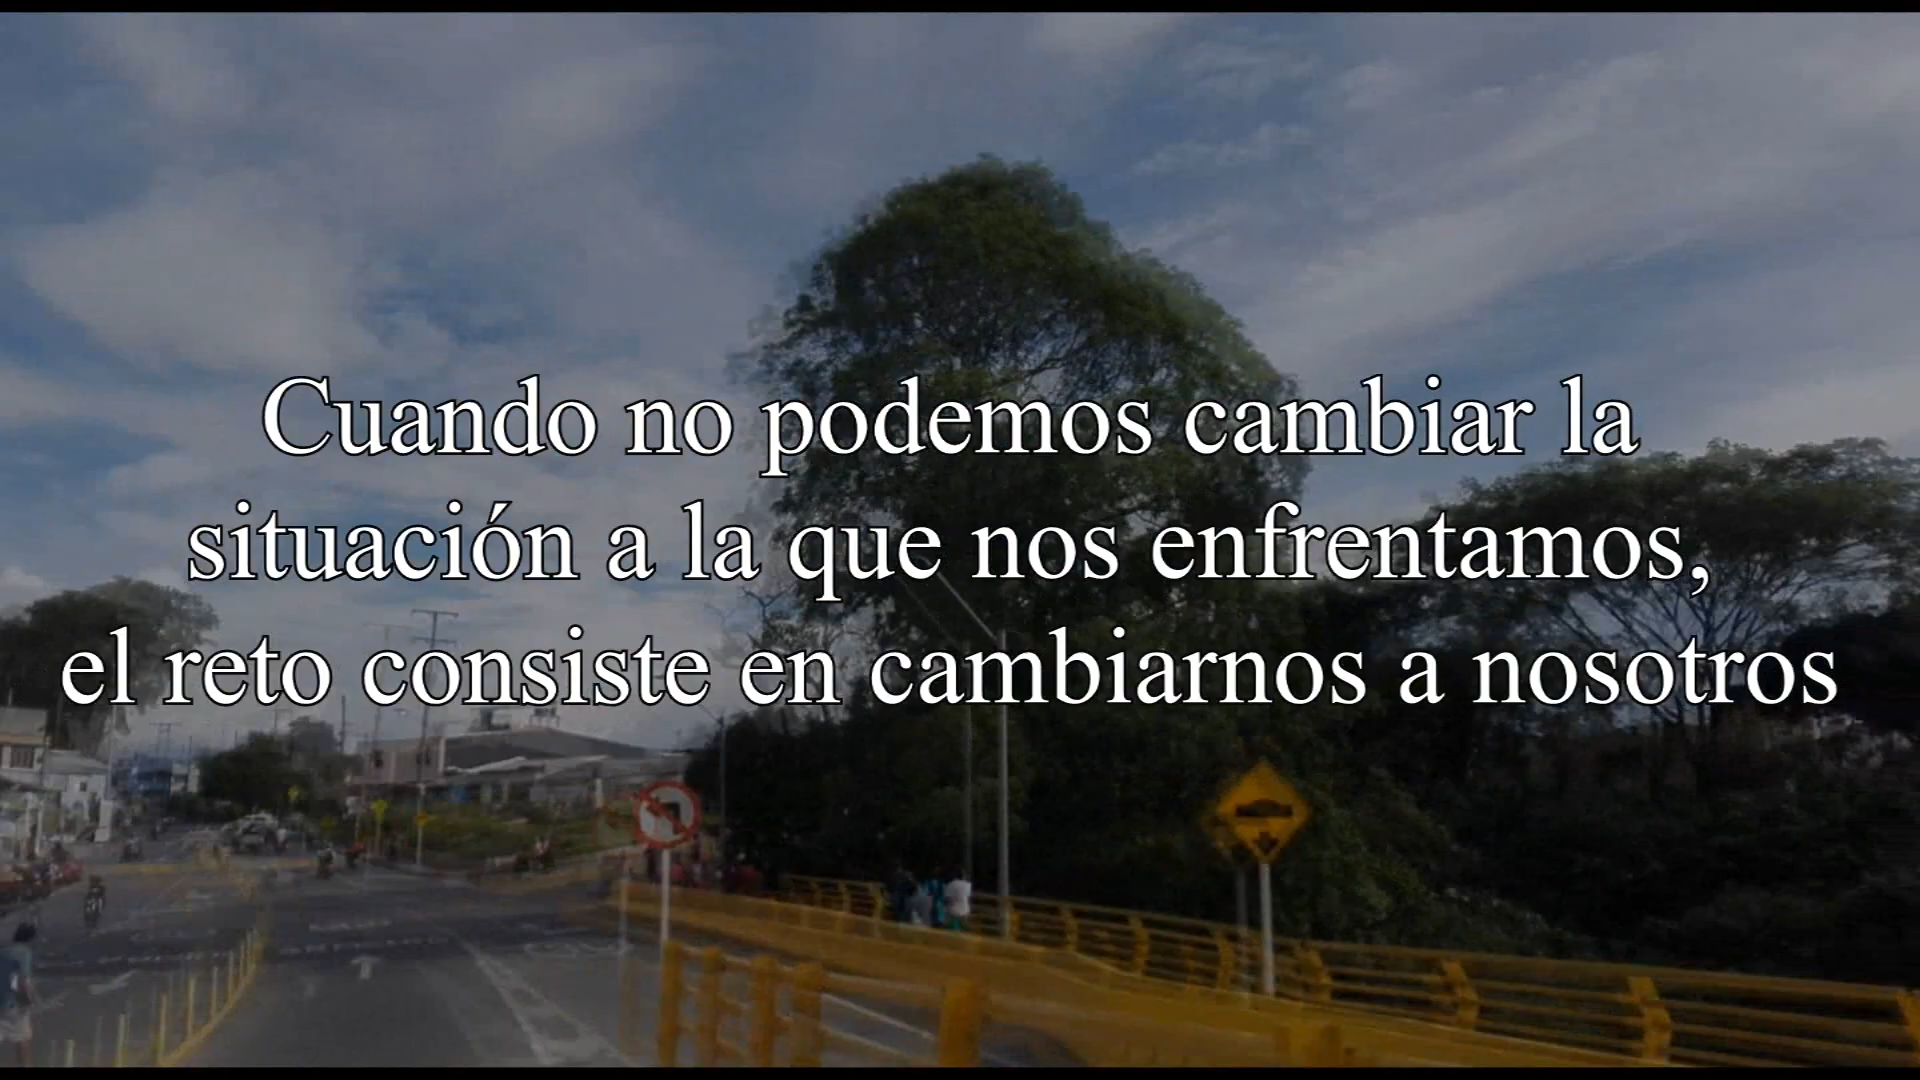 Cuando no podemos cambiar la
situación a la que nos enfrentamos,
el reto consiste en cambiarnos a nosotros